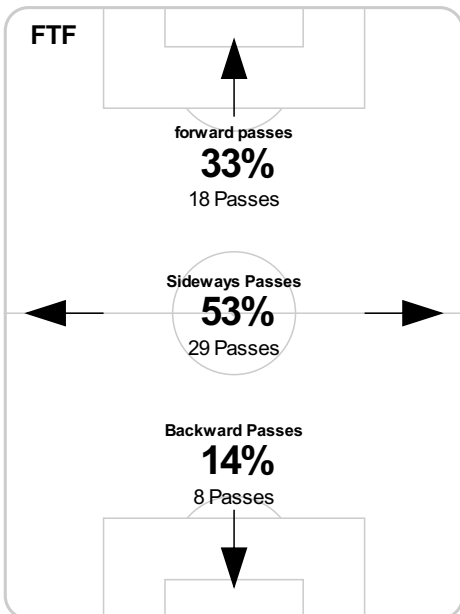 FTF
forward passes
33%
18 Passes
Sideways Passes
53%
29 Passes
Backward Passes
14%
8 Passes